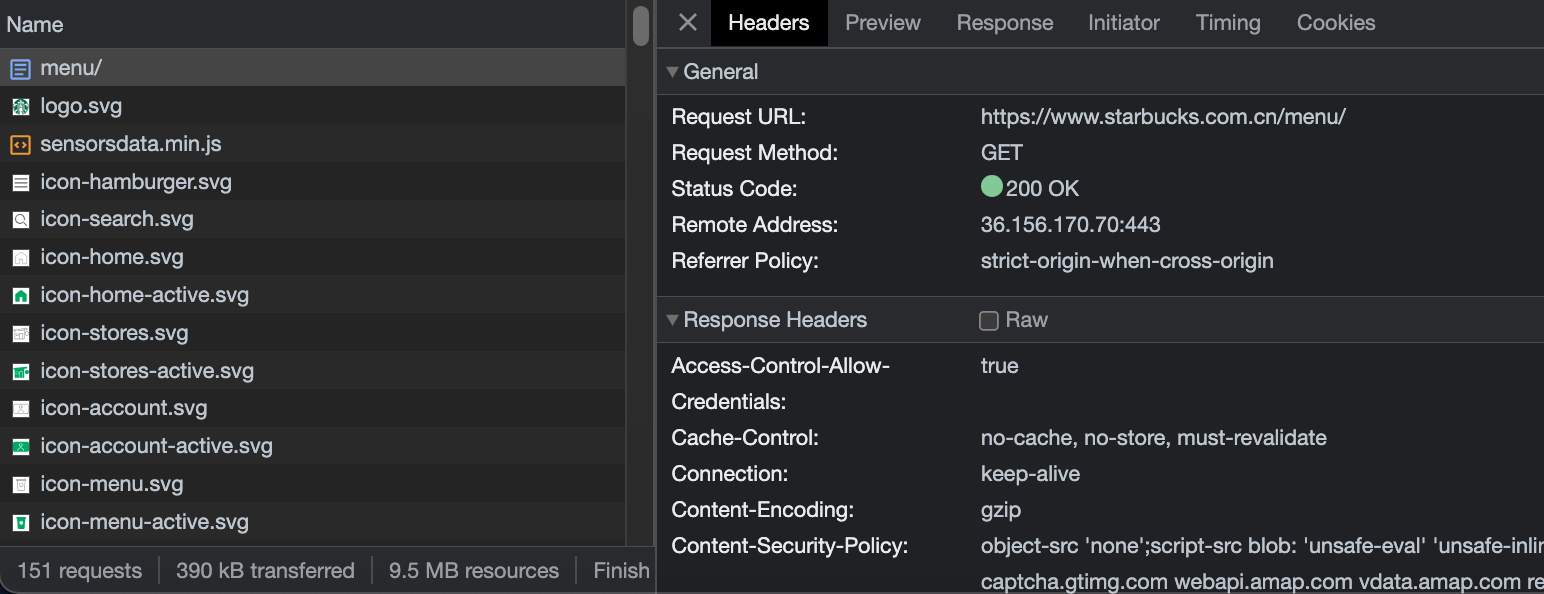 Name
menu/
logo.svg
sensorsdata.min.js
icon-hamburger.svg
icon-search.svg
icon-home.svg
icon-home-active.svg
icon-stores.svg
icon-stores-active.svg
icon-account.svg
icon-account-active.svg
icon-menu.svg
icon-menu-active.svg
151 requests 390 kB transferred 9.5 MB resources Finish
Headers Preview Response Initiator Timing Cookies
General
Request URL: https://www.starbucks.com.cn/menu/
Request Method: GET
Status Code: 200 OK
Remote Address: 36.156.170.70:443
Referrer Policy: strict-origin-when-cross-origin
Response Headers Raw
Access-Control-Allow- true
Credentials:
Cache-Control: no-cache, no-store, must-revalidate
Connection: keep-alive
Content-Encoding: gzip
Content-Security-Policy: object-src 'none';script-src blob: 'unsafe-eval' 'unsafe-inlin
captcha.gtimg.com webapi.amap.com vdata.amap.com re